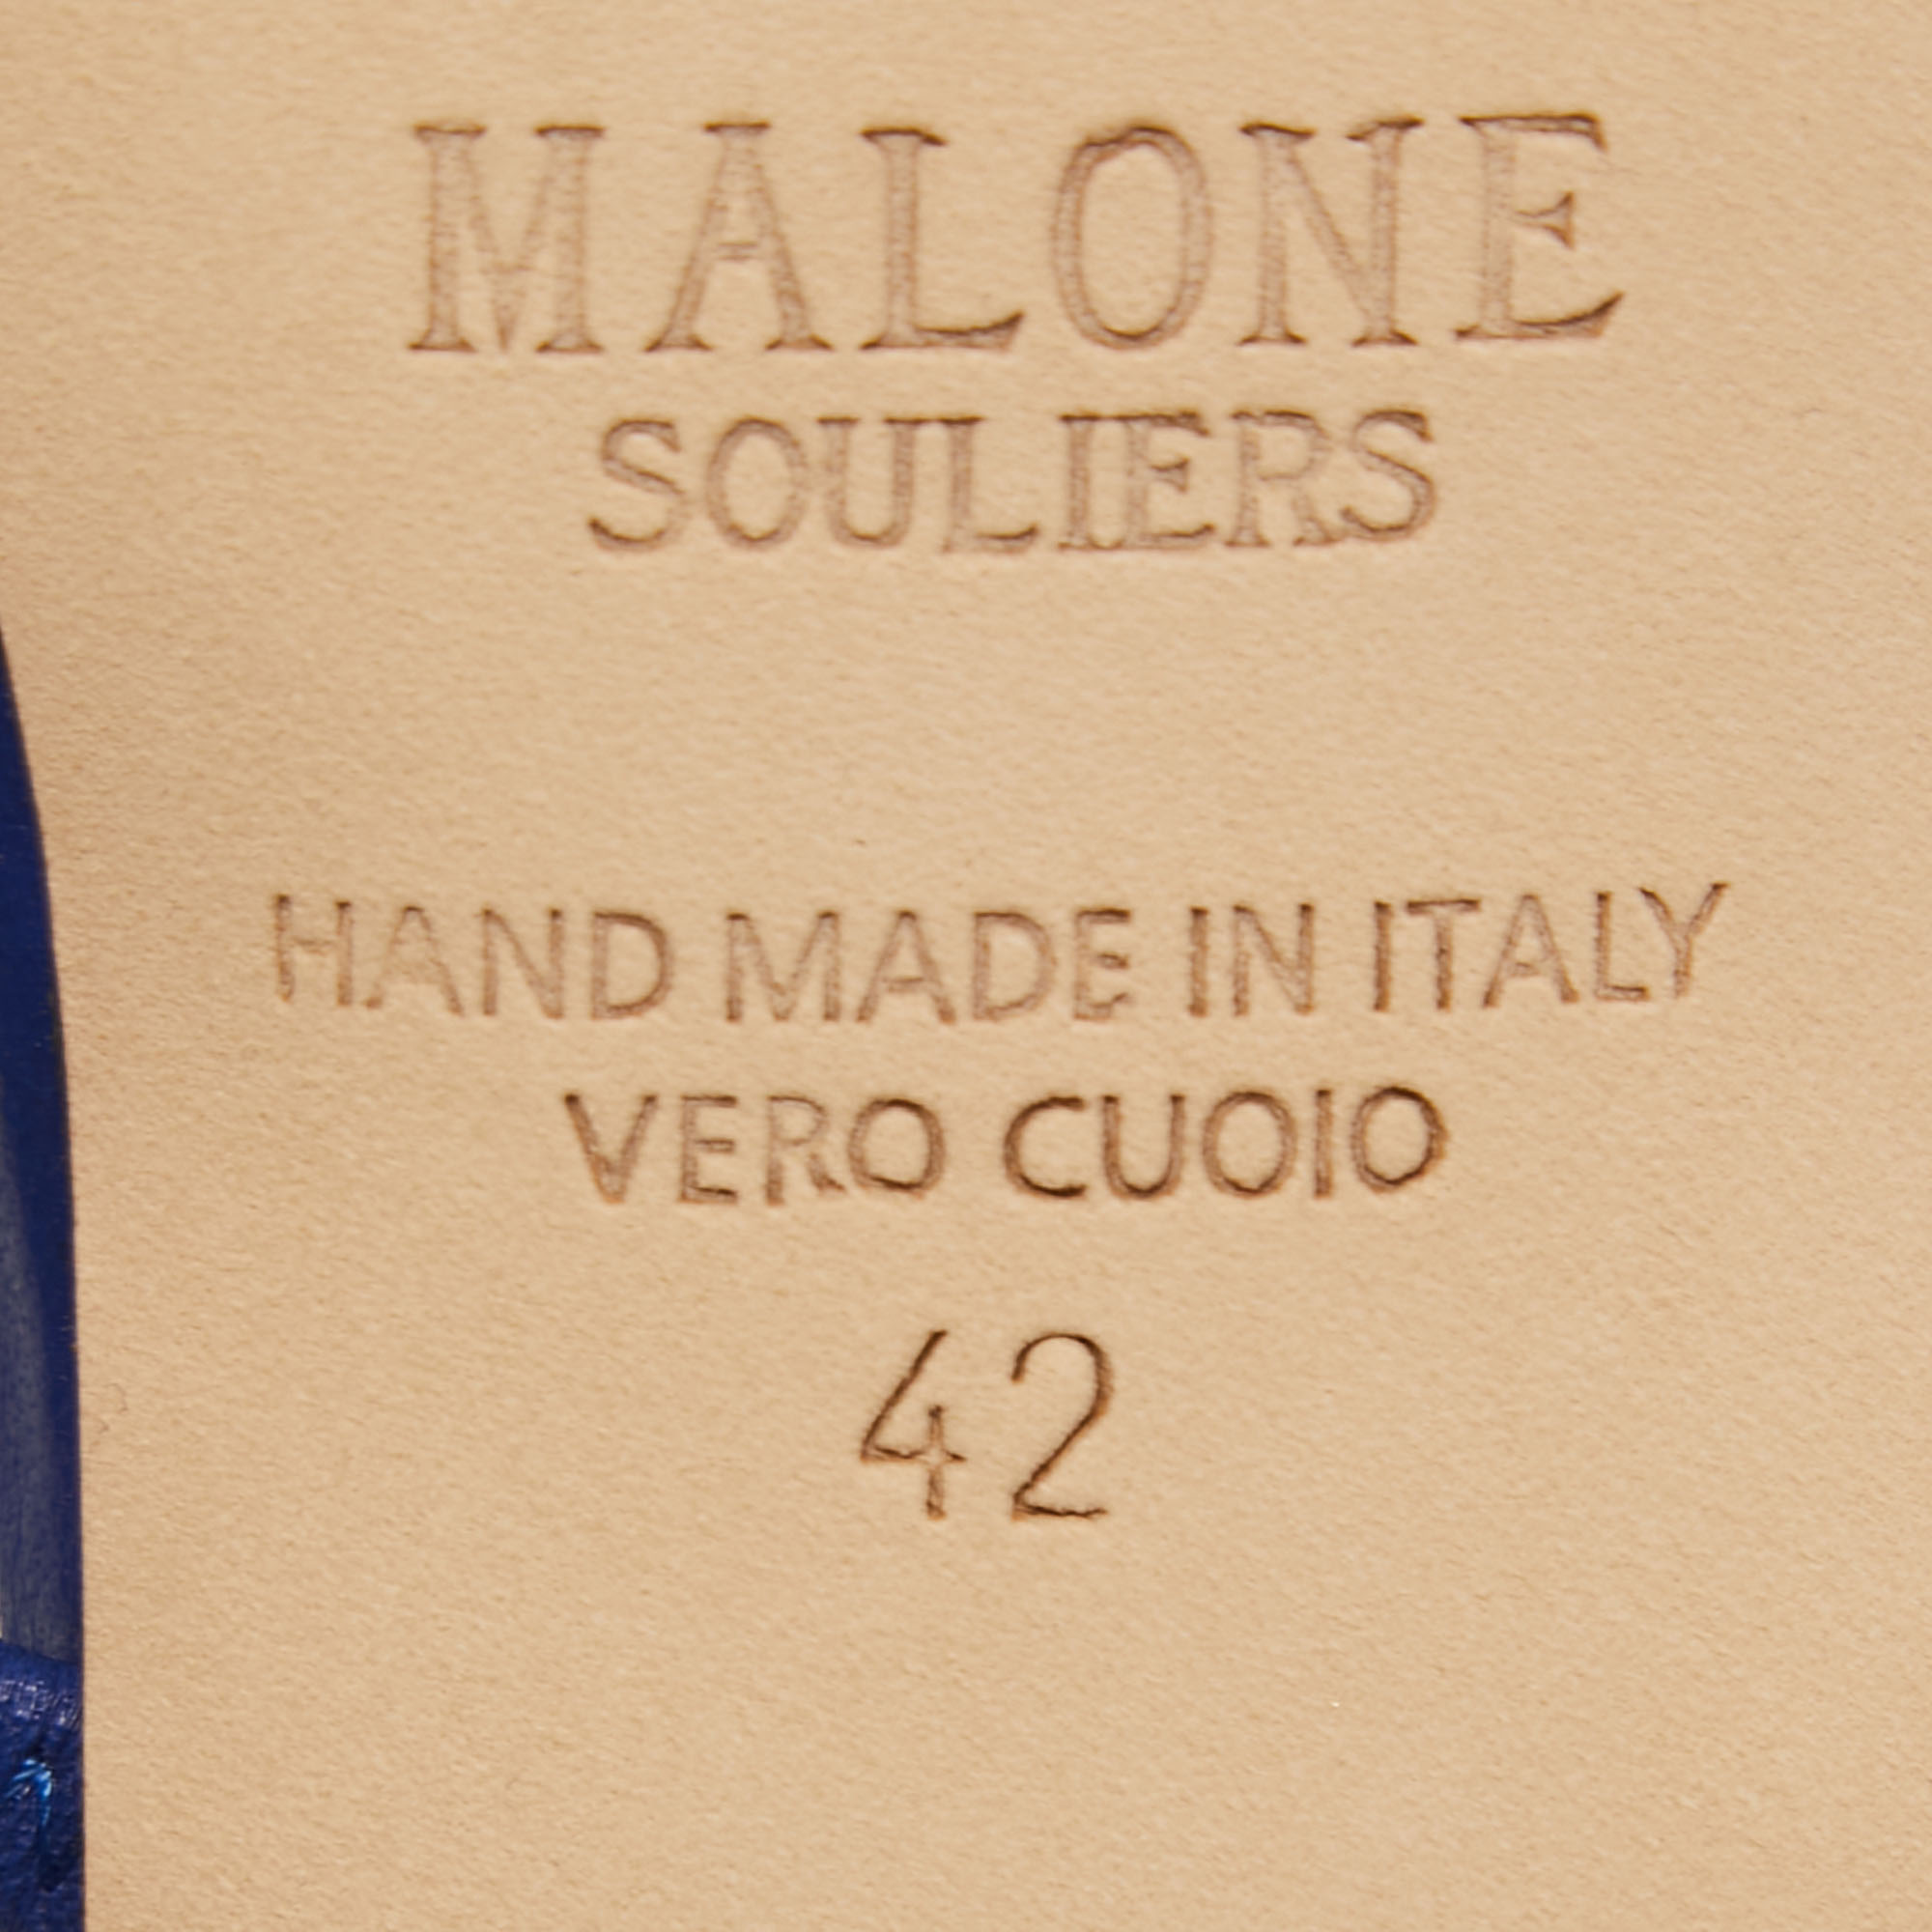 MALONE
SOULIERS
HAND MADE IN ITALY
VERO CUOIO
42